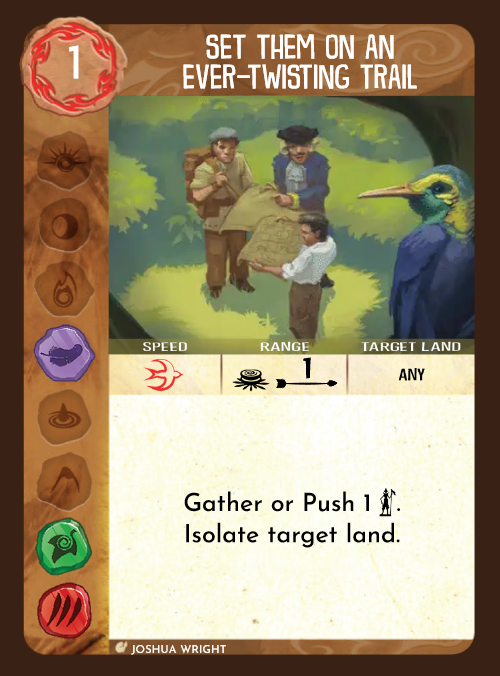 1
SET THEM ON AN
EVER-TWISTING TRAIL
SPEED RANGE TARGET LAND
1 ANY
Gather or Push 1 .
Isolate target land.
JOSHUA WRIGHT